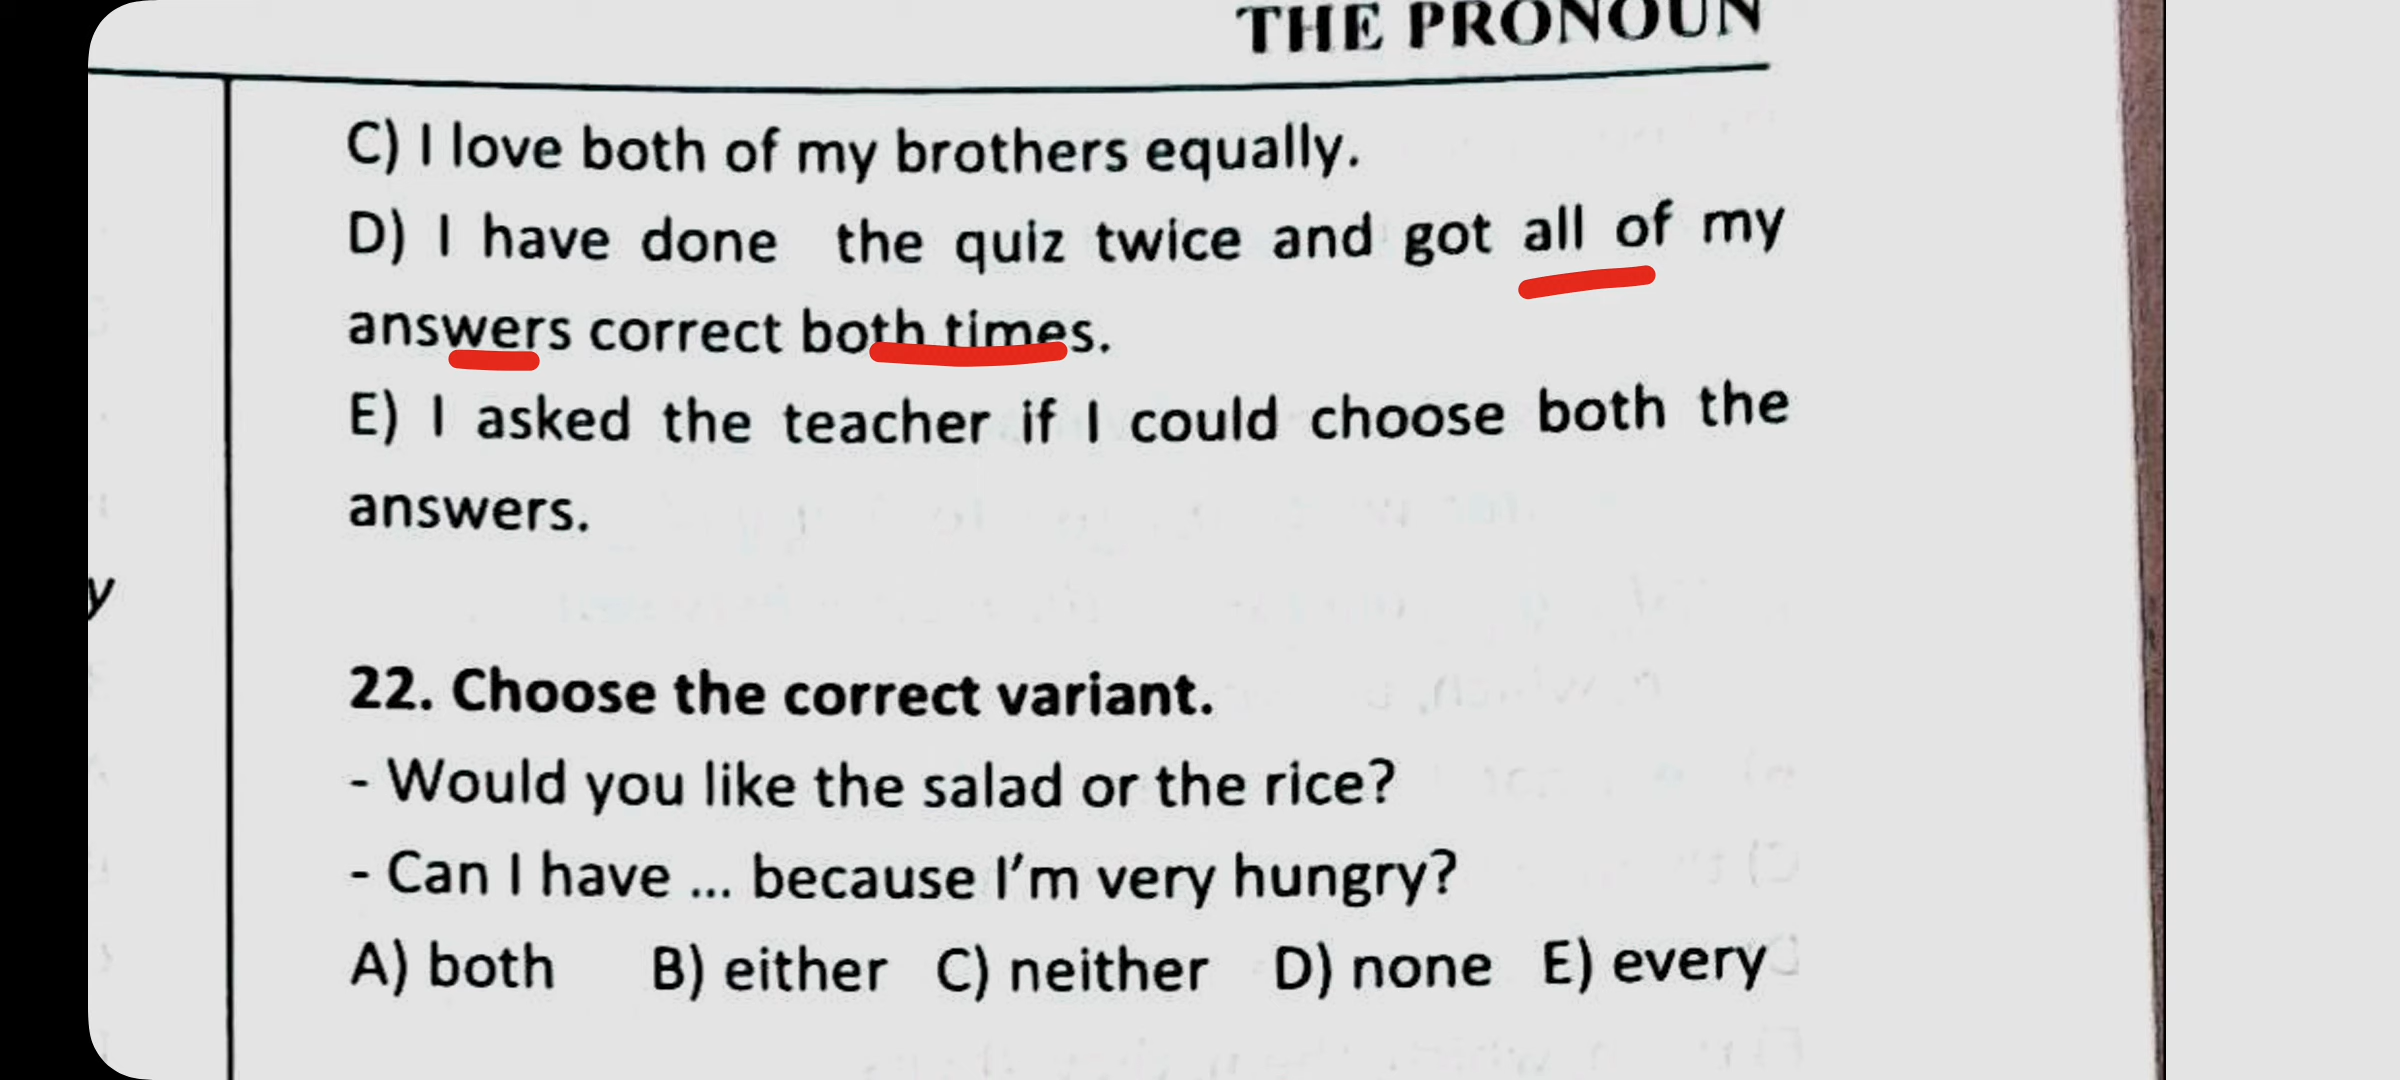 THE PRONOUN
C) I love both of my brothers equally.
D) I have done the quiz twice and got all of my
answers correct both times.
E) I asked the teacher if I could choose both the
answers.
y
22. Choose the correct variant.
- Would you like the salad or the rice?
- Can I have ... because I'm very hungry?
A) both B) either C) neither D) none E) every